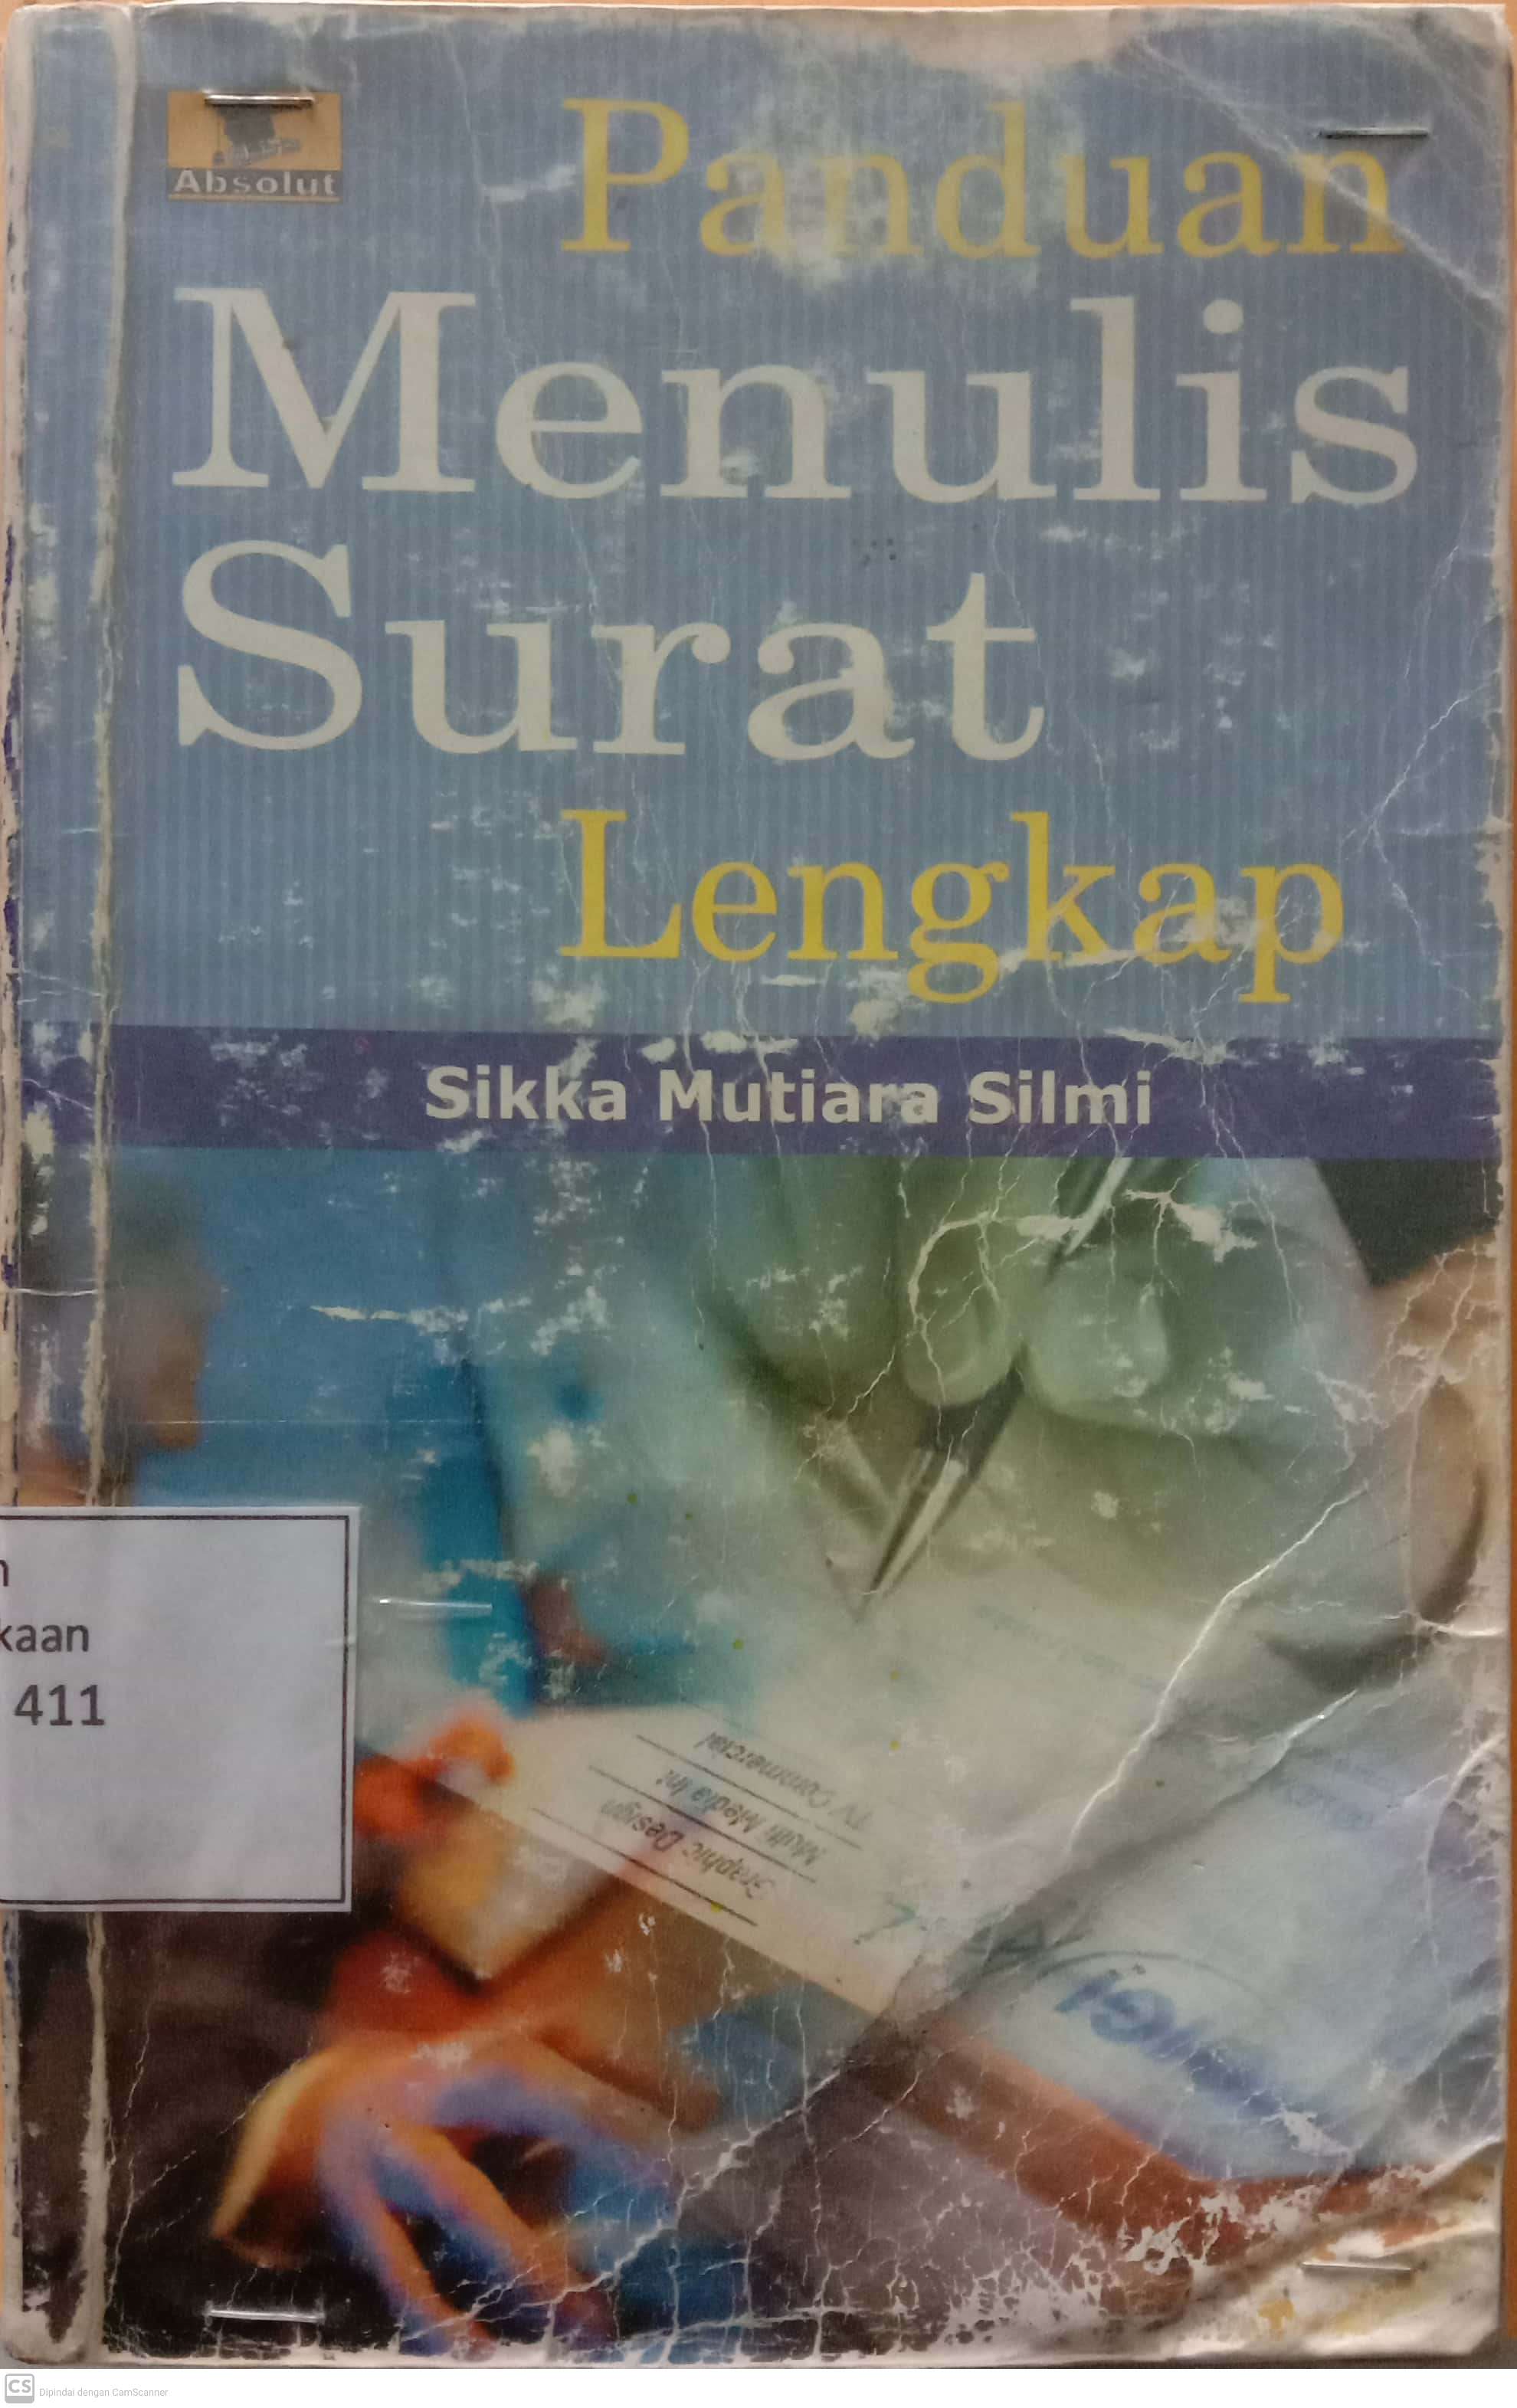 Absolut
Panduan
Menulis
Surat
Lengkap
Sikka Mutiara Silmi
kaan
411
TV Commercial
Multi Media
Graphic Design
CS Dipindai dengan CamScanner